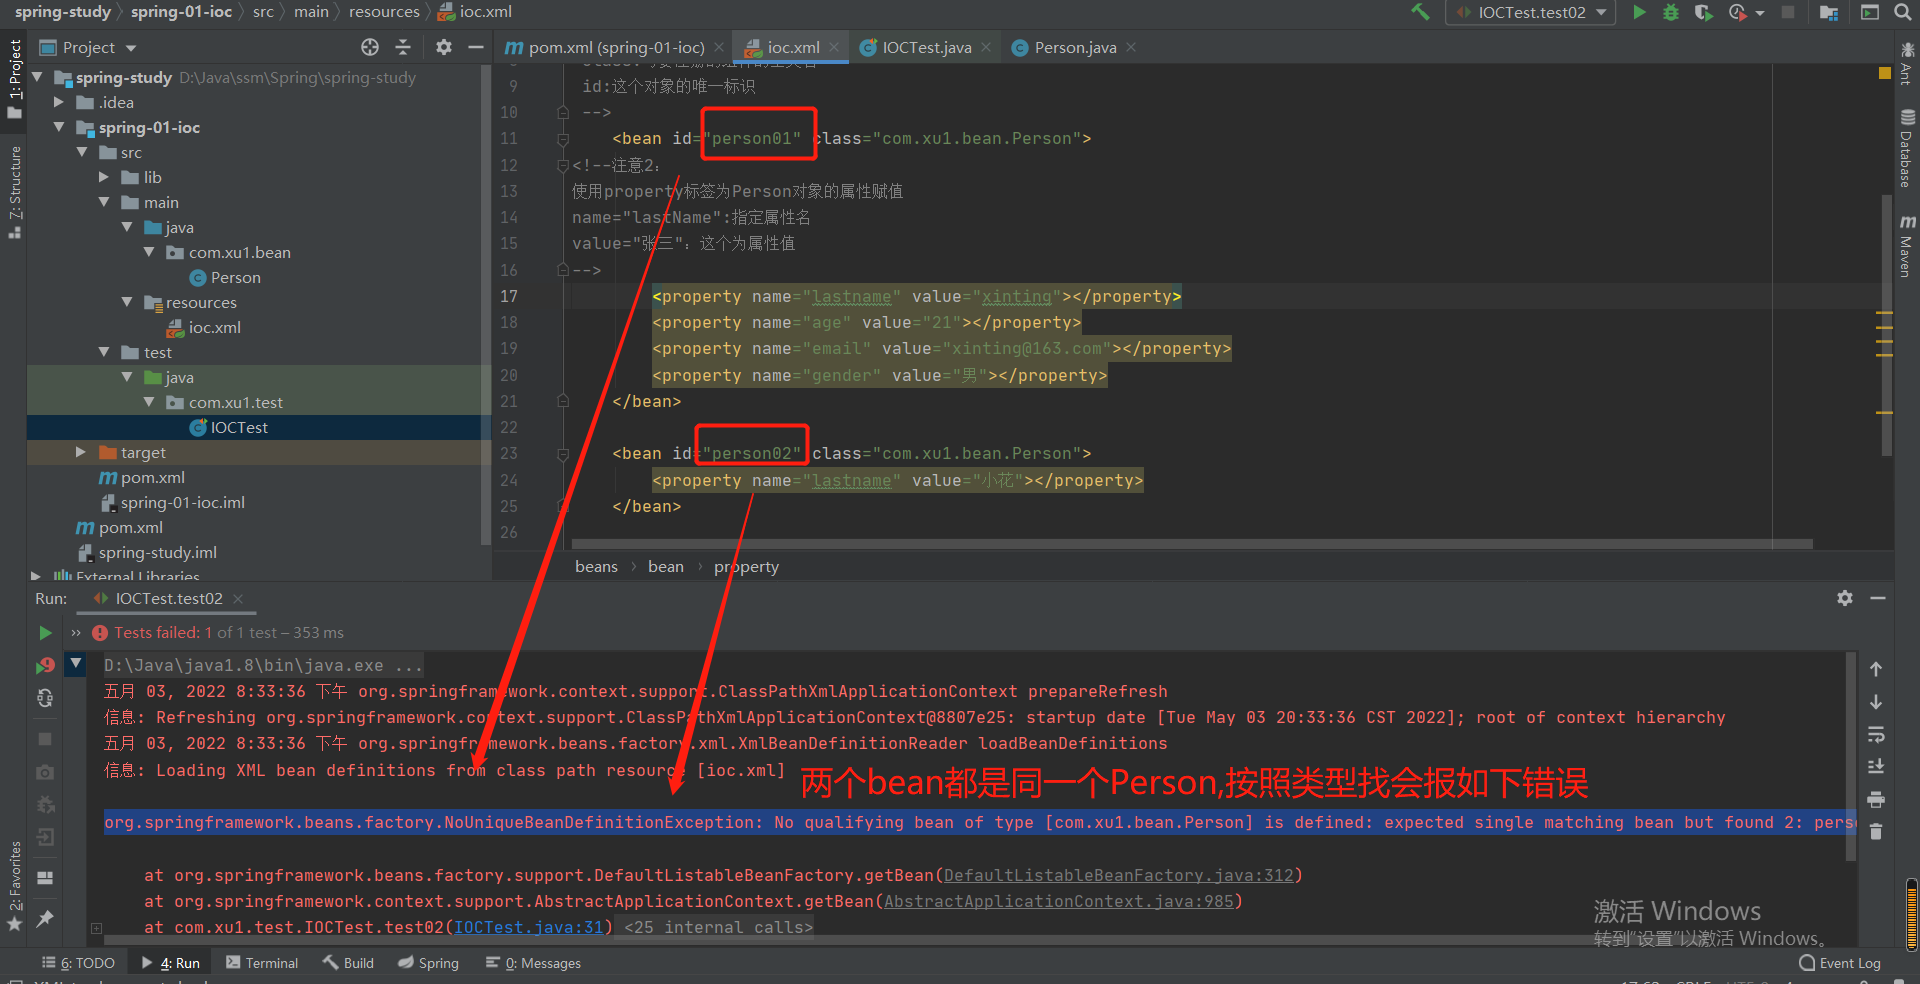 spring-study › spring-01-ioc › src › main › resources › ioc.xml
IOCTest.test02
Project
pom.xml (spring-01-ioc)
ioc.xml
IOCTest.java
Person.java
1: Project
7: Structure
2: Favorites
Ant
Database
Maven
spring-study D:\Java\ssm\Spring\spring-study
.idea
spring-01-ioc
src
lib
main
java
com.xu1.bean
Person
resources
ioc.xml
test
java
com.xu1.test
IOCTest
target
pom.xml
spring-01-ioc.iml
pom.xml
spring-study.iml
External Libraries
9 id:这个对象的唯一标识
10 -->
11 <bean id="person01" class="com.xu1.bean.Person">
12 <!--注意2：
13 使用property标签为Person对象的属性赋值
14 name="lastName":指定属性名
15 value="张三"：这个为属性值
16 -->
17 <property name="lastname" value="xinting"></property>
18 <property name="age" value="21"></property>
19 <property name="email" value="xinting@163.com"></property>
20 <property name="gender" value="男"></property>
21 </bean>
22
23 <bean id="person02" class="com.xu1.bean.Person">
24 <property name="lastname" value="小花"></property>
25 </bean>
26
beans › bean › property
Run: IOCTest.test02
Tests failed: 1 of 1 test – 353 ms
D:\Java\java1.8\bin\java.exe ...
五月 03, 2022 8:33:36 下午 org.springframework.context.support.ClassPathXmlApplicationContext prepareRefresh
信息: Refreshing org.springframework.context.support.ClassPathXmlApplicationContext@8807e25: startup date [Tue May 03 20:33:36 CST 2022]; root of context hierarchy
五月 03, 2022 8:33:36 下午 org.springframework.beans.factory.xml.XmlBeanDefinitionReader loadBeanDefinitions
信息: Loading XML bean definitions from class path resource [ioc.xml]
两个bean都是同一个Person,按照类型找会报如下错误
org.springframework.beans.factory.NoUniqueBeanDefinitionException: No qualifying bean of type [com.xu1.bean.Person] is defined: expected single matching bean but found 2: pers
at org.springframework.beans.factory.support.DefaultListableBeanFactory.getBean(DefaultListableBeanFactory.java:312)
at org.springframework.context.support.AbstractApplicationContext.getBean(AbstractApplicationContext.java:985)
at com.xu1.test.IOCTest.test02(IOCTest.java:31) <25 internal calls>
激活 Windows
转到"设置"以激活 Windows。
6: TODO
4: Run
Terminal
Build
Spring
0: Messages
Event Log